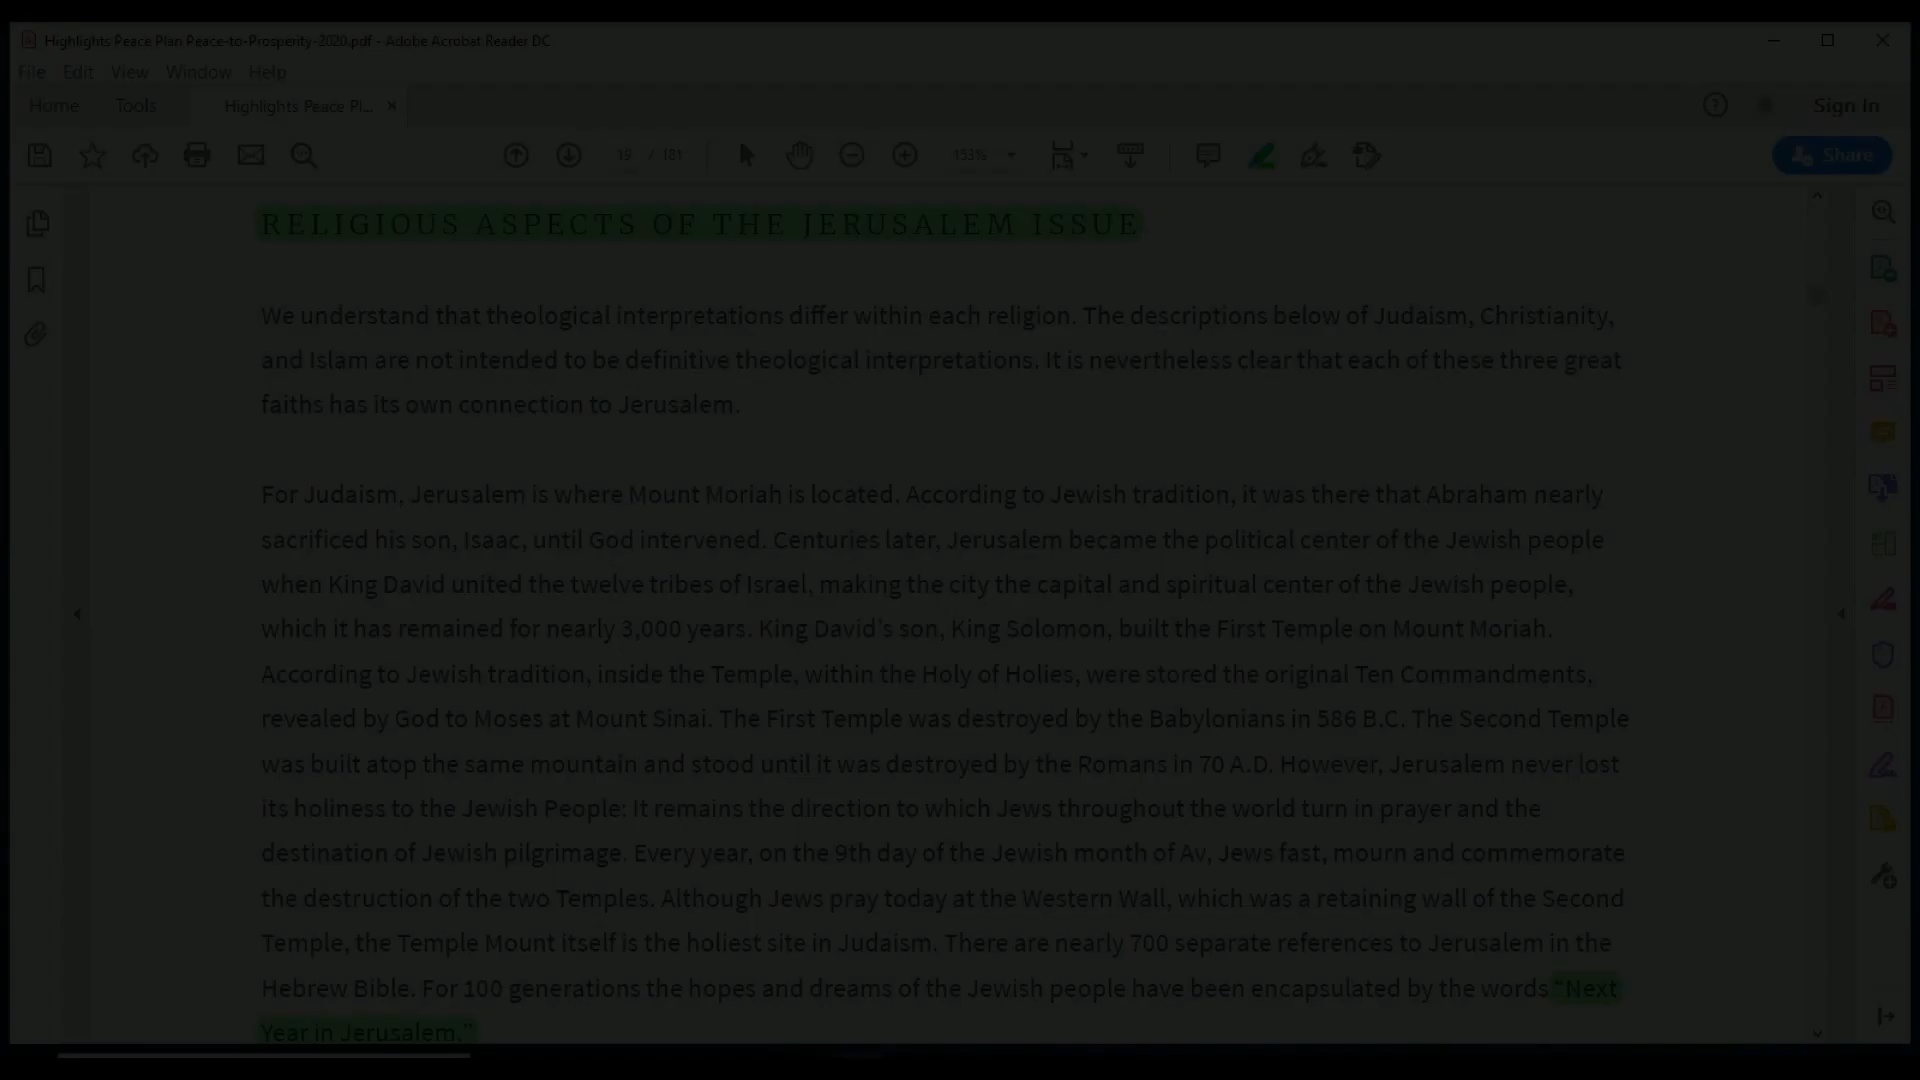 Highlights Peace Plan Peace-to-Prosperity-2020.pdf - Adobe Acrobat Reader DC
File Edit View Window Help
Home Tools Highlights Peace Pl... × Sign In
19 / 181 153% Share
RELIGIOUS ASPECTS OF THE JERUSALEM ISSUE
We understand that theological interpretations differ within each religion. The descriptions below of Judaism, Christianity,
and Islam are not intended to be definitive theological interpretations. It is nevertheless clear that each of these three great
faiths has its own connection to Jerusalem.
For Judaism, Jerusalem is where Mount Moriah is located. According to Jewish tradition, it was there that Abraham nearly
sacrificed his son, Isaac, until God intervened. Centuries later, Jerusalem became the political center of the Jewish people
when King David united the twelve tribes of Israel, making the city the capital and spiritual center of the Jewish people,
which it has remained for nearly 3,000 years. King David’s son, King Solomon, built the First Temple on Mount Moriah.
According to Jewish tradition, inside the Temple, within the Holy of Holies, were stored the original Ten Commandments,
revealed by God to Moses at Mount Sinai. The First Temple was destroyed by the Babylonians in 586 B.C. The Second Temple
was built atop the same mountain and stood until it was destroyed by the Romans in 70 A.D. However, Jerusalem never lost
its holiness to the Jewish People: It remains the direction to which Jews throughout the world turn in prayer and the
destination of Jewish pilgrimage. Every year, on the 9th day of the Jewish month of Av, Jews fast, mourn and commemorate
the destruction of the two Temples. Although Jews pray today at the Western Wall, which was a retaining wall of the Second
Temple, the Temple Mount itself is the holiest site in Judaism. There are nearly 700 separate references to Jerusalem in the
Hebrew Bible. For 100 generations the hopes and dreams of the Jewish people have been encapsulated by the words “Next
Year in Jerusalem.”